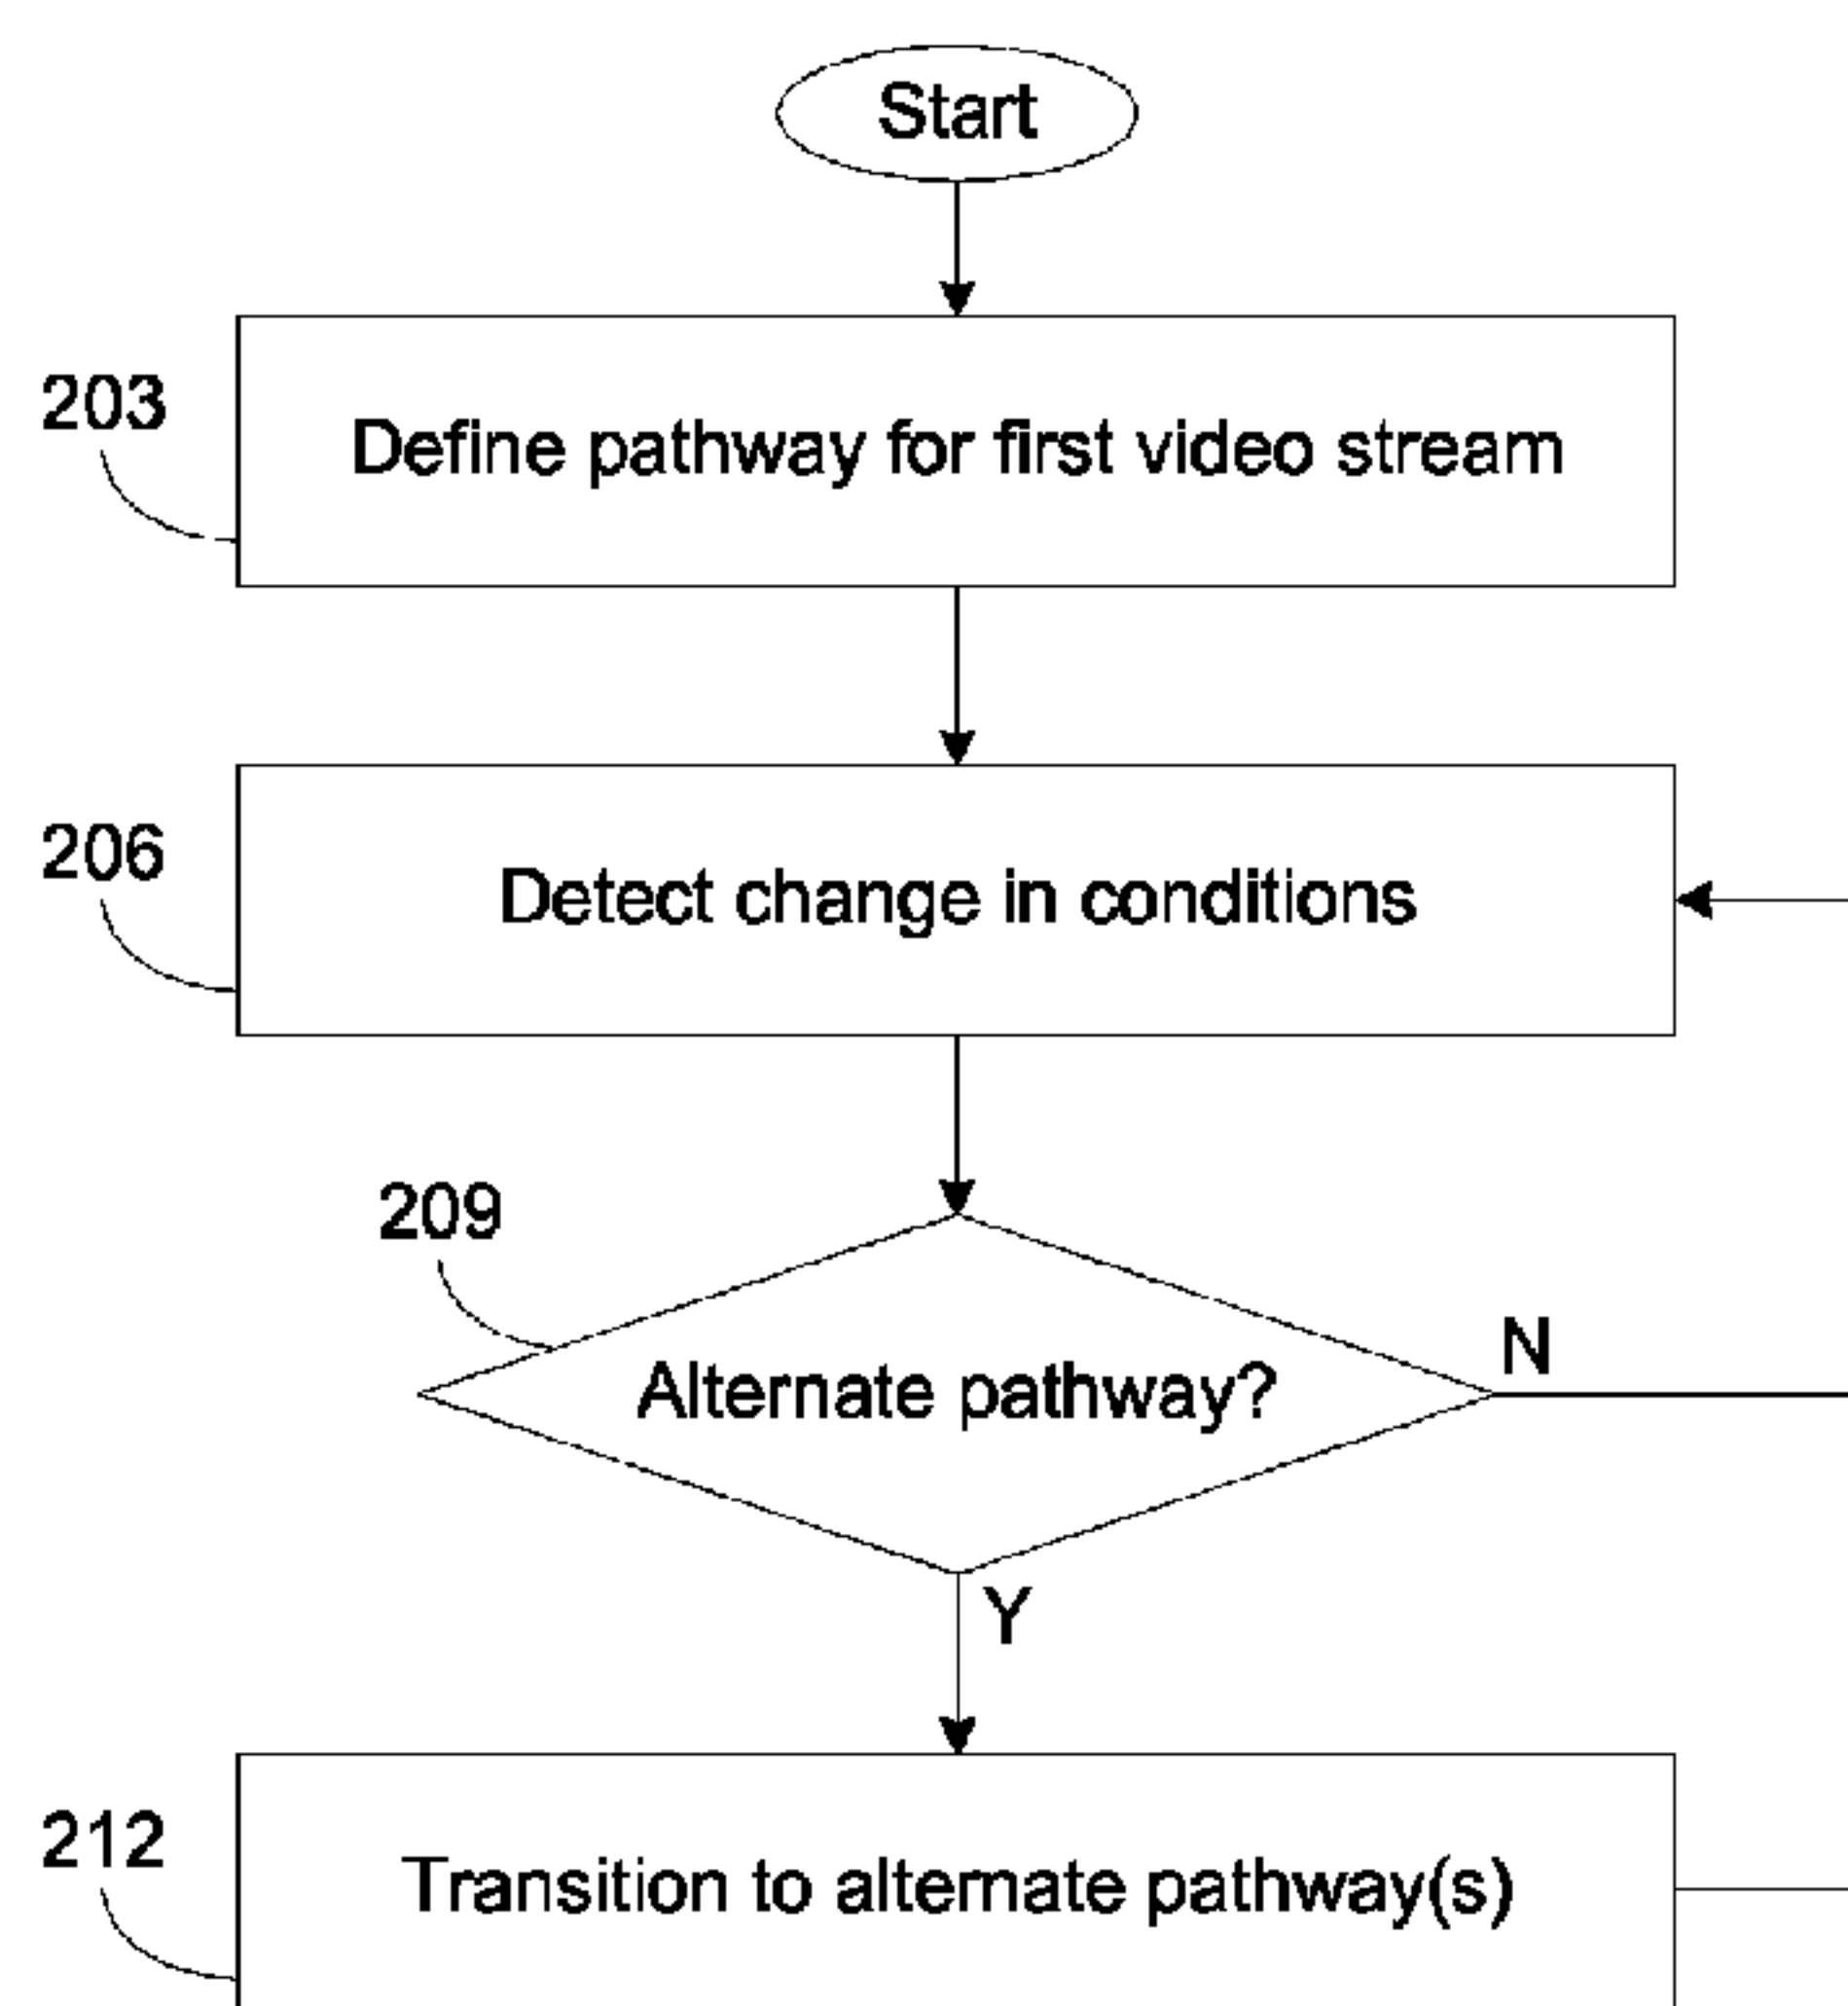 Start
203
Define pathway for first video stream
206
Detect change in conditions
209
Alternate pathway?
N
Y
212
Transition to alternate pathway(s)